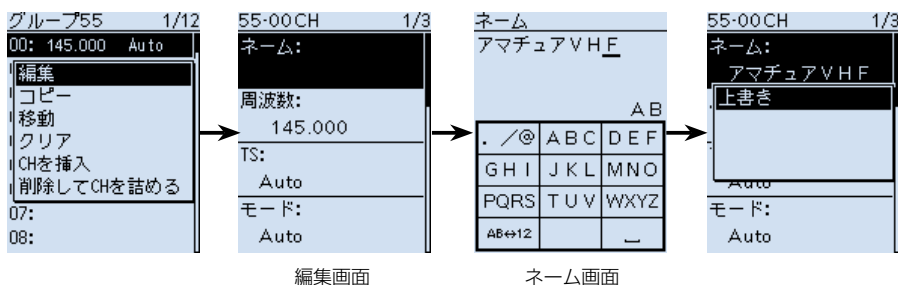 グループ55 1/12
00: 145.000 Auto
編集
コピー
移動
クリア
CHを挿入
削除してCHを詰める
07:
08:
55-00CH 1/3
ネーム:
周波数:
145.000
TS:
Auto
モード:
Auto
編集画面
ネーム
アマチュアVHF
AB
./@ ABC DEF
GHI JKL MNO
PQRS TUV WXYZ
AB⇔12 ␣
ネーム画面
55-00CH 1/3
ネーム:
アマチュアVHF
上書き
Auto
モード:
Auto